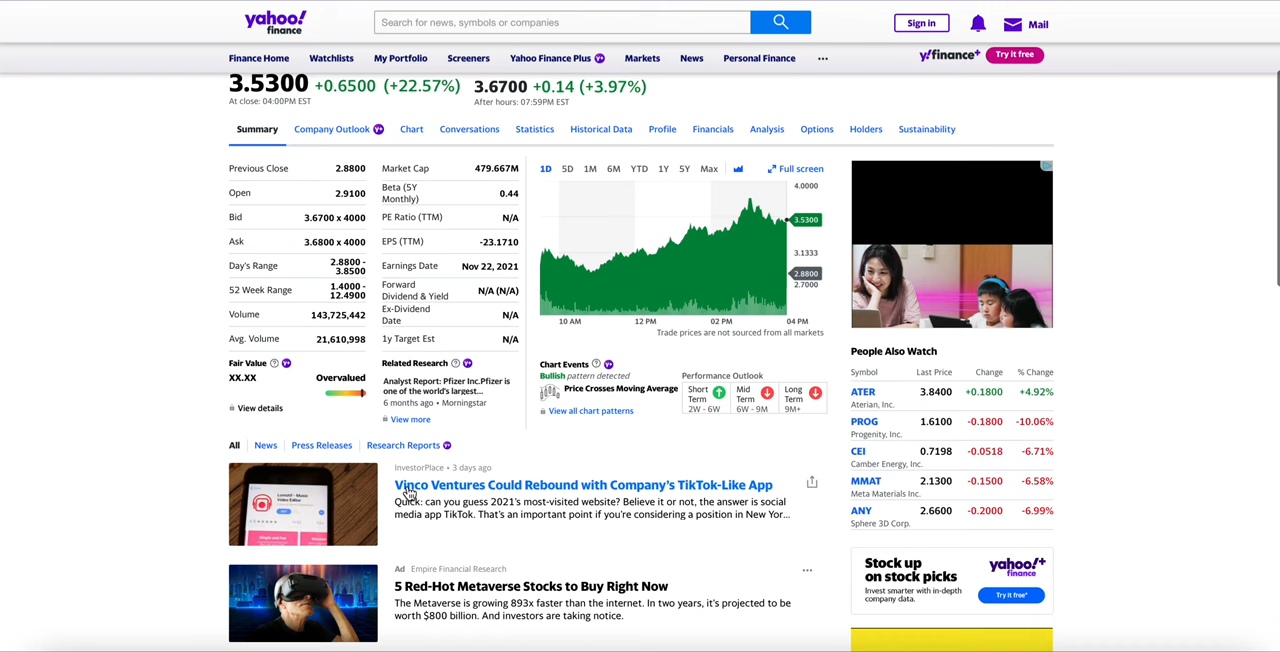 yahoo!
finance
Search for news, symbols or companies
Sign in
Mail
Finance Home
Watchlists
My Portfolio
Screeners
Yahoo Finance Plus
Markets
News
Personal Finance
...
y!finance+
Try it free
3.5300 +0.6500 (+22.57%)
At close: 04:00PM EST
3.6700 +0.14 (+3.97%)
After hours: 07:59PM EST
Summary
Company Outlook
Chart
Conversations
Statistics
Historical Data
Profile
Financials
Analysis
Options
Holders
Sustainability
Previous Close 2.8800
Open 2.9100
Bid 3.6700 x 4000
Ask 3.6800 x 4000
Day's Range 2.8800 -
3.8500
52 Week Range 1.4000 -
12.4900
Volume 143,725,442
Avg. Volume 21,610,998
Market Cap 479.667M
Beta (5Y
Monthly) 0.44
PE Ratio (TTM) N/A
EPS (TTM) -23.1710
Earnings Date Nov 22, 2021
Forward
Dividend & Yield N/A (N/A)
Ex-Dividend
Date N/A
1y Target Est N/A
Fair Value
XX.XX Overvalued
View details
Related Research
Analyst Report: Pfizer Inc.Pfizer is
one of the world's largest...
6 months ago • Morningstar
View more
1D 5D 1M 6M YTD 1Y 5Y Max
Full screen
4.0000
3.5300
3.1333
2.8800
2.7000
10 AM 12 PM 02 PM 04 PM
Trade prices are not sourced from all markets
Chart Events
Bullish pattern detected
Price Crosses Moving Average
View all chart patterns
Performance Outlook
Short
Term
2W - 6W
Mid
Term
6W - 9M
Long
Term
9M+
People Also Watch
Symbol Last Price Change % Change
ATER 3.8400 +0.1800 +4.92%
Aterian, Inc.
PROG 1.6100 -0.1800 -10.06%
Progenity, Inc.
CEI 0.7198 -0.0518 -6.71%
Camber Energy, Inc.
MMAT 2.1300 -0.1500 -6.58%
Meta Materials Inc.
ANY 2.6600 -0.2000 -6.99%
Sphere 3D Corp.
Stock up
on stock picks
Invest smarter with in-depth
company data.
yahoo!+
finance
Try it free*
All
News
Press Releases
Research Reports
InvestorPlace • 3 days ago
Vinco Ventures Could Rebound with Company's TikTok-Like App
Quick: can you guess 2021's most-visited website? Believe it or not, the answer is social
media app TikTok. That's an important point if you're considering a position in New Yor...
Ad Empire Financial Research
5 Red-Hot Metaverse Stocks to Buy Right Now
The Metaverse is growing 893x faster than the internet. In two years, it's projected to be
worth $800 billion. And investors are taking notice.